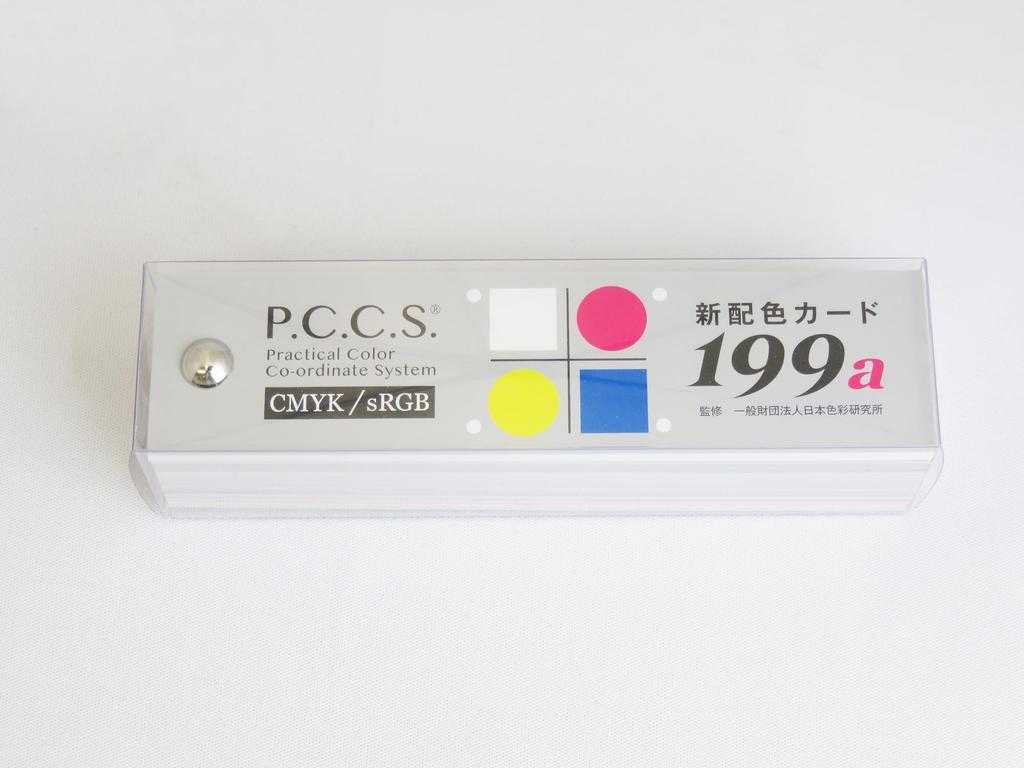 P.C.C.S.®
Practical Color
Co-ordinate System
CMYK/sRGB
新配色カード
199a
監修 一般財団法人日本色彩研究所